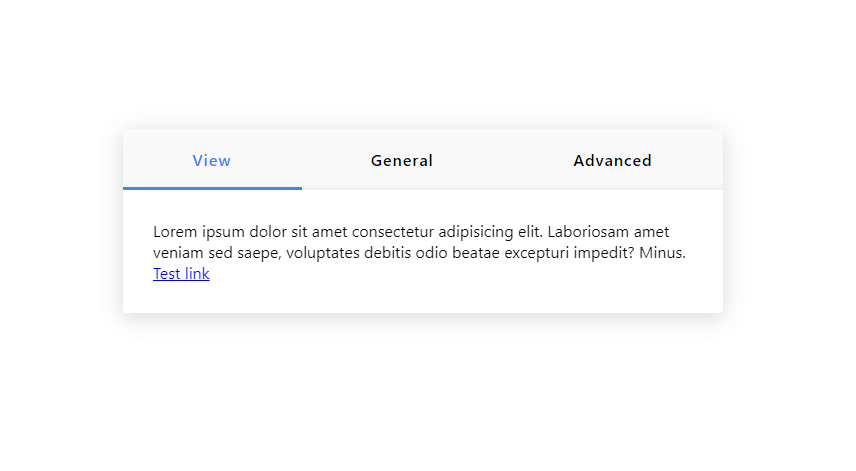 View General Advanced
Lorem ipsum dolor sit amet consectetur adipisicing elit. Laboriosam amet
veniam sed saepe, voluptates debitis odio beatae excepturi impedit? Minus.
Test link